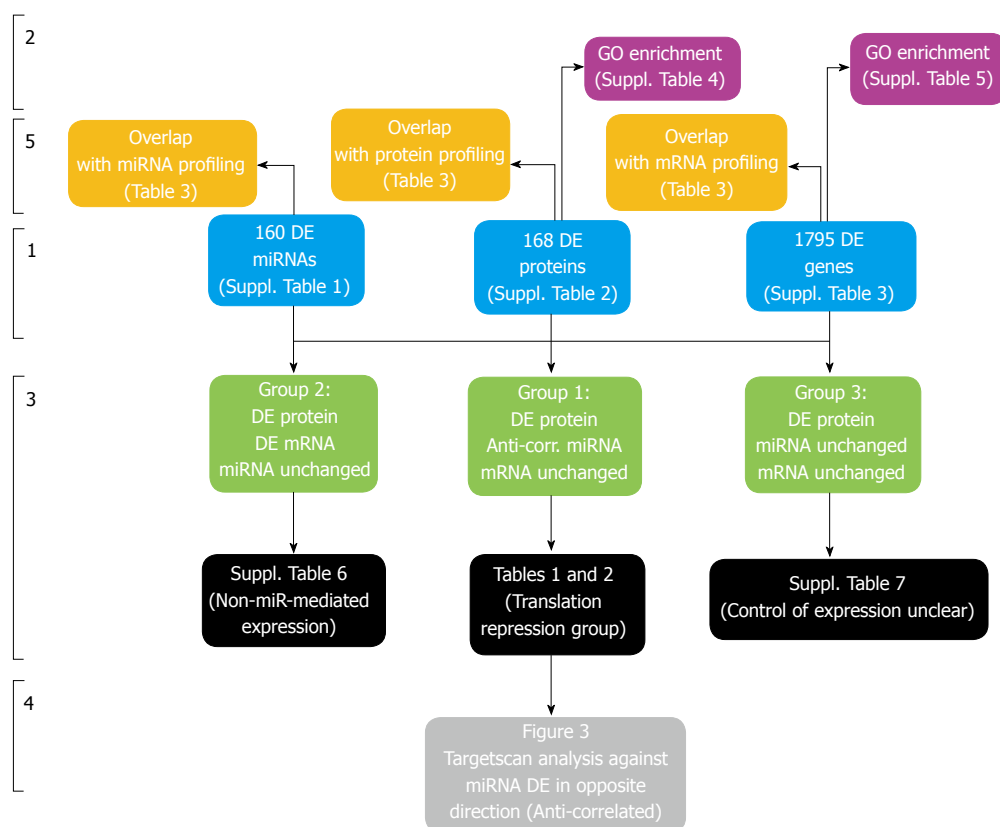 2
GO enrichment
(Suppl. Table 4)
GO enrichment
(Suppl. Table 5)
5
Overlap
with miRNA profiling
(Table 3)
Overlap
with protein profiling
(Table 3)
Overlap
with mRNA profiling
(Table 3)
1
160 DE
miRNAs
(Suppl. Table 1)
168 DE
proteins
(Suppl. Table 2)
1795 DE
genes
(Suppl. Table 3)
3
Group 2:
DE protein
DE mRNA
miRNA unchanged
Group 1:
DE protein
Anti-corr. miRNA
mRNA unchanged
Group 3:
DE protein
miRNA unchanged
mRNA unchanged
Suppl. Table 6
(Non-miR-mediated
expression)
Tables 1 and 2
(Translation
repression group)
Suppl. Table 7
(Control of expression unclear)
4
Figure 3
Targetscan analysis against
miRNA DE in opposite
direction (Anti-correlated)